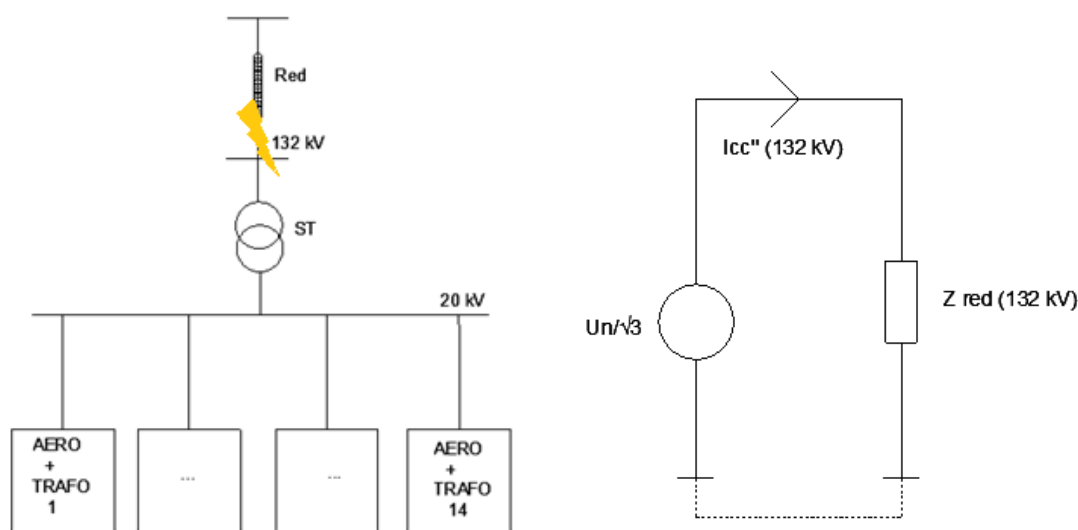 Red
132 kV
ST
20 kV
AERO
+
TRAFO
1
...
...
AERO
+
TRAFO
14
Icc" (132 kV)
Un/√3
Z red (132 kV)